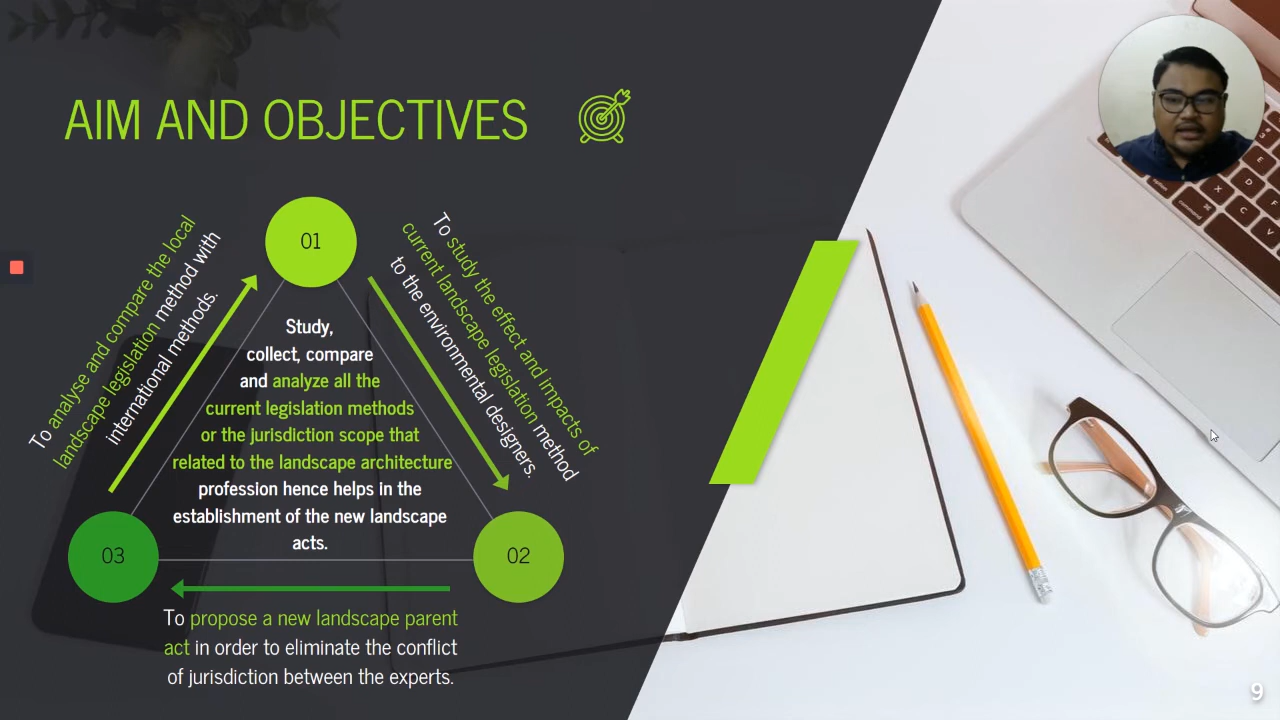 AIM AND OBJECTIVES
01
To analyse and compare the local
landscape legislation method with
international methods.
To study the effect and Impacts of
current landscape legislation method
to the environmental designers.
Study,
collect, compare
and analyze all the
current legislation methods
or the jurisdiction scope that
related to the landscape architecture
profession hence helps in the
establishment of the new landscape
acts.
03
02
To propose a new landscape parent
act in order to eliminate the conflict
of jurisdiction between the experts.
option
command
Z
X
C
D
F
9